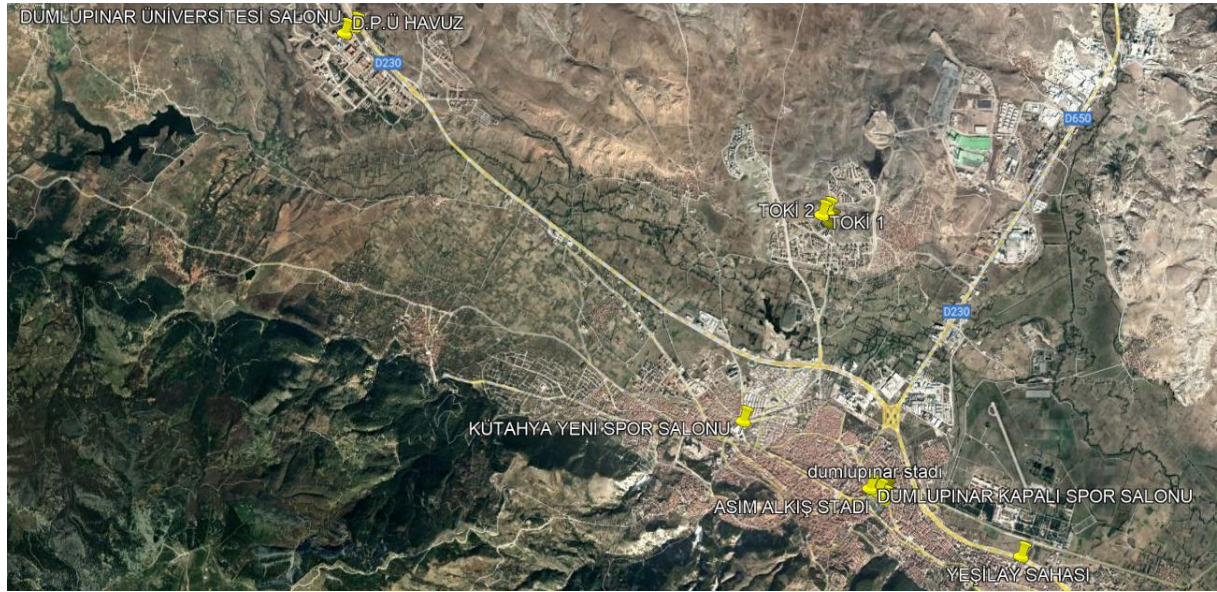 DUMLUPINAR ÜNİVERSİTESİ SALONU
D.P.Ü HAVUZ
D230
D650
TOKİ 2
TOKİ 1
D230
KÜTAHYA YENİ SPOR SALONU
dumlupınar stadı
DUMLUPINAR KAPALI SPOR SALONU
ASIM ALKIŞ STADI
YEŞİLAY SAHASI